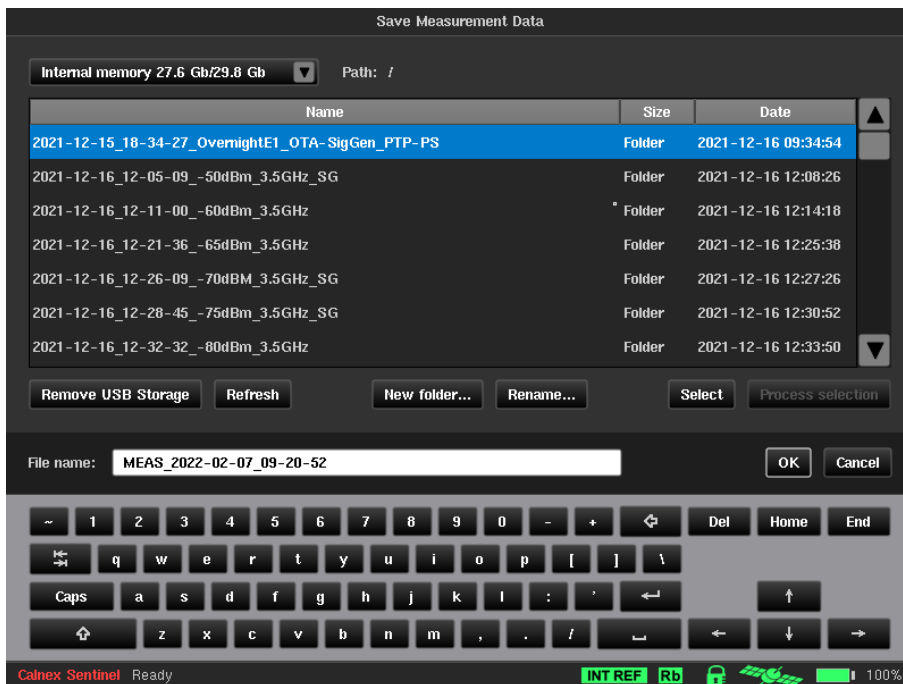 Save Measurement Data
Internal memory 27.6 Gb/29.8 Gb Path: /
Name Size Date
2021-12-15_18-34-27_OvernightE1_OTA-SigGen_PTP-PS Folder 2021-12-16 09:34:54
2021-12-16_12-05-09_-50dBm_3.5GHz_SG Folder 2021-12-16 12:08:26
2021-12-16_12-11-00_-60dBm_3.5GHz Folder 2021-12-16 12:14:18
2021-12-16_12-21-36_-65dBm_3.5GHz Folder 2021-12-16 12:25:38
2021-12-16_12-26-09_-70dBM_3.5GHz_SG Folder 2021-12-16 12:27:26
2021-12-16_12-28-45_-75dBm_3.5GHz_SG Folder 2021-12-16 12:30:52
2021-12-16_12-32-32_-80dBm_3.5GHz Folder 2021-12-16 12:33:50
Remove USB Storage Refresh New folder... Rename... Select Process selection
File name: MEAS_2022-02-07_09-20-52 OK Cancel
~ 1 2 3 4 5 6 7 8 9 0 - + Del Home End
q w e r t y u i o p [ ] \
Caps a s d f g h j k l : '
z x c v b n m , . /
Calnex Sentinel Ready INT REF Rb 100%